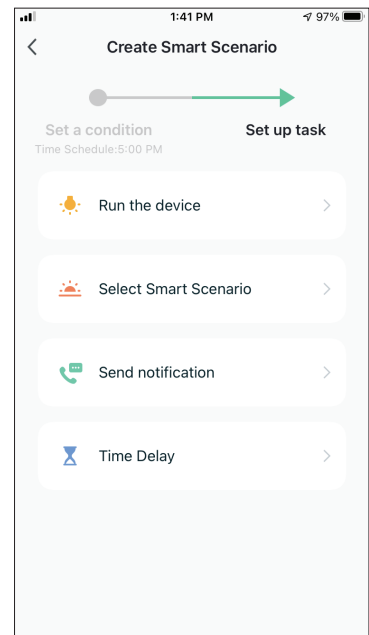 1:41 PM
97%
Create Smart Scenario
Set a condition
Set up task
Time Schedule:5:00 PM
Run the device
Select Smart Scenario
Send notification
Time Delay